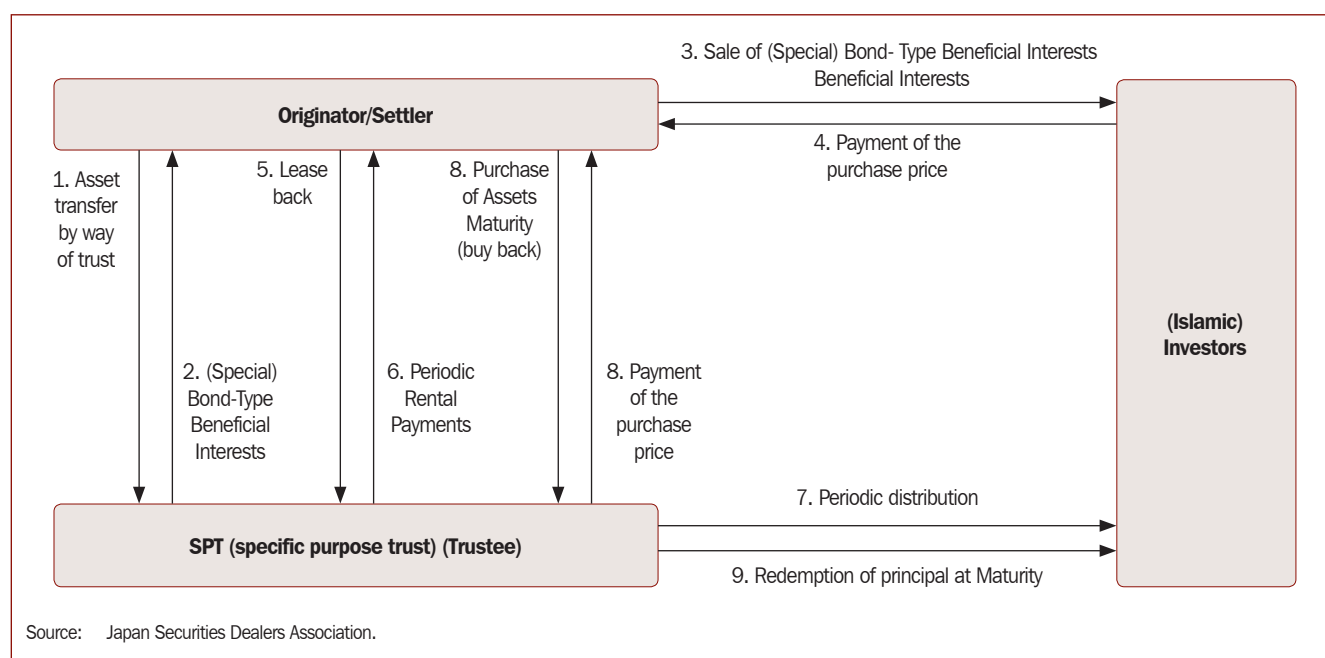 3. Sale of (Special) Bond- Type Beneficial Interests
Beneficial Interests
Originator/Settler
4. Payment of the
purchase price
1. Asset
transfer
by way
of trust
5. Lease
back
8. Purchase
of Assets
Maturity
(buy back)
(Islamic)
Investors
2. (Special)
Bond-Type
Beneficial
Interests
6. Periodic
Rental
Payments
8. Payment
of the
purchase
price
7. Periodic distribution
SPT (specific purpose trust) (Trustee)
9. Redemption of principal at Maturity
Source: Japan Securities Dealers Association.